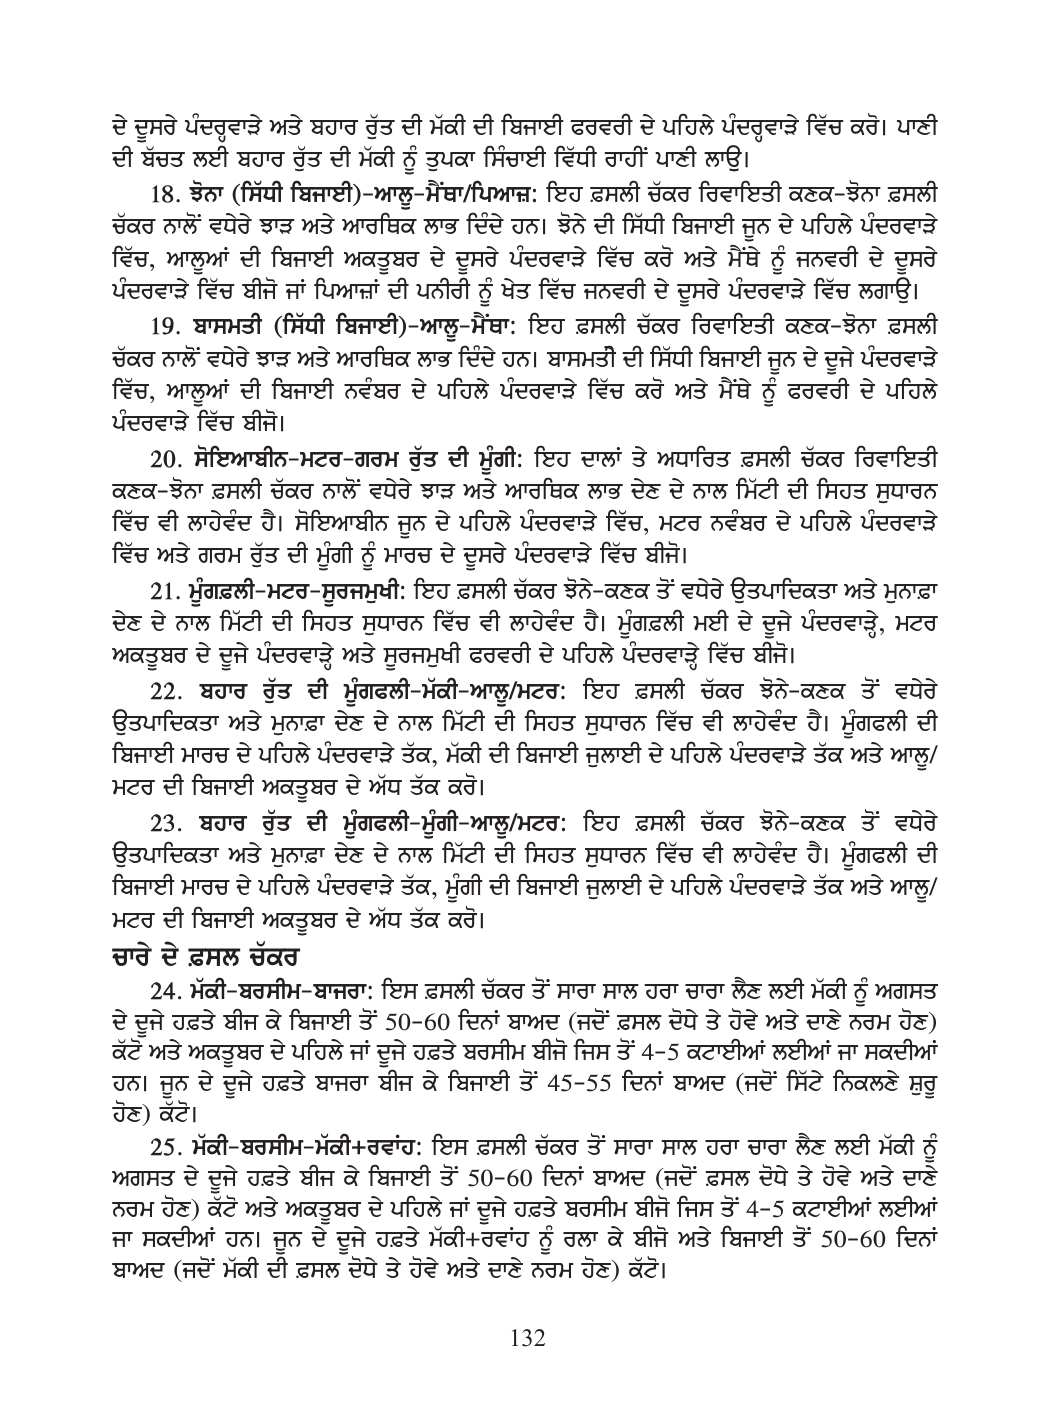 ਦੇ ਦੂਸਰੇ ਪੰਦਰ੍ਹਵਾੜੇ ਅਤੇ ਬਹਾਰ ਰੁੱਤ ਦੀ ਮੱਕੀ ਦੀ ਬਿਜਾਈ ਫਰਵਰੀ ਦੇ ਪਹਿਲੇ ਪੰਦਰ੍ਹਵਾੜੇ ਵਿੱਚ ਕਰੋ। ਪਾਣੀ
ਦੀ ਬੱਚਤ ਲਈ ਬਹਾਰ ਰੁੱਤ ਦੀ ਮੱਕੀ ਨੂੰ ਤੁਪਕਾ ਸਿੰਚਾਈ ਵਿੱਧੀ ਰਾਹੀਂ ਪਾਣੀ ਲਾਉ।
18. ਝੋਨਾ (ਸਿੱਧੀ ਬਿਜਾਈ)-ਆਲੂ-ਮੈਂਥਾ/ਪਿਆਜ਼: ਇਹ ਫ਼ਸਲੀ ਚੱਕਰ ਰਿਵਾਇਤੀ ਕਣਕ-ਝੋਨਾ ਫ਼ਸਲੀ
ਚੱਕਰ ਨਾਲੋਂ ਵਧੇਰੇ ਝਾੜ ਅਤੇ ਆਰਥਿਕ ਲਾਭ ਦਿੰਦੇ ਹਨ। ਝੋਨੇ ਦੀ ਸਿੱਧੀ ਬਿਜਾਈ ਜੂਨ ਦੇ ਪਹਿਲੇ ਪੰਦਰਵਾੜੇ
ਵਿੱਚ, ਆਲੂਆਂ ਦੀ ਬਿਜਾਈ ਅਕਤੂਬਰ ਦੇ ਦੂਸਰੇ ਪੰਦਰਵਾੜੇ ਵਿੱਚ ਕਰੋ ਅਤੇ ਮੈਂਥੇ ਨੂੰ ਜਨਵਰੀ ਦੇ ਦੂਸਰੇ
ਪੰਦਰਵਾੜੇ ਵਿੱਚ ਬੀਜੋ ਜਾਂ ਪਿਆਜ਼ਾਂ ਦੀ ਪਨੀਰੀ ਨੂੰ ਖੇਤ ਵਿੱਚ ਜਨਵਰੀ ਦੇ ਦੂਸਰੇ ਪੰਦਰਵਾੜੇ ਵਿੱਚ ਲਗਾਉ।
19. ਬਾਸਮਤੀ (ਸਿੱਧੀ ਬਿਜਾਈ)-ਆਲੂ-ਮੈਂਥਾ: ਇਹ ਫ਼ਸਲੀ ਚੱਕਰ ਰਿਵਾਇਤੀ ਕਣਕ-ਝੋਨਾ ਫ਼ਸਲੀ
ਚੱਕਰ ਨਾਲੋਂ ਵਧੇਰੇ ਝਾੜ ਅਤੇ ਆਰਥਿਕ ਲਾਭ ਦਿੰਦੇ ਹਨ। ਬਾਸਮਤੀੇ ਦੀ ਸਿੱਧੀ ਬਿਜਾਈ ਜੂਨ ਦੇ ਦੂਜੇ ਪੰਦਰਵਾੜੇ
ਵਿੱਚ, ਆਲੂਆਂ ਦੀ ਬਿਜਾਈ ਨਵੰਬਰ ਦੇ ਪਹਿਲੇ ਪੰਦਰਵਾੜੇ ਵਿੱਚ ਕਰੋ ਅਤੇ ਮੈਂਥੇ ਨੂੰ ਫਰਵਰੀ ਦੇ ਪਹਿਲੇ
ਪੰਦਰਵਾੜੇ ਵਿੱਚ ਬੀਜੋ।
20. ਸੋਇਆਬੀਨ-ਮਟਰ-ਗਰਮ ਰੁੱਤ ਦੀ ਮੂੰਗੀ: ਇਹ ਦਾਲਾਂ ਤੇ ਅਧਾਰਿਤ ਫ਼ਸਲੀ ਚੱਕਰ ਰਿਵਾਇਤੀ
ਕਣਕ-ਝੋਨਾ ਫ਼ਸਲੀ ਚੱਕਰ ਨਾਲੋਂ ਵਧੇਰੇ ਝਾੜ ਅਤੇ ਆਰਥਿਕ ਲਾਭ ਦੇਣ ਦੇ ਨਾਲ ਮਿੱਟੀ ਦੀ ਸਿਹਤ ਸੁਧਾਰਨ
ਵਿੱਚ ਵੀ ਲਾਹੇਵੰਦ ਹੈ। ਸੋਇਆਬੀਨ ਜੂਨ ਦੇ ਪਹਿਲੇ ਪੰਦਰਵਾੜੇ ਵਿੱਚ, ਮਟਰ ਨਵੰਬਰ ਦੇ ਪਹਿਲੇ ਪੰਦਰਵਾੜੇ
ਵਿੱਚ ਅਤੇ ਗਰਮ ਰੁੱਤ ਦੀ ਮੂੰਗੀ ਨੂੰ ਮਾਰਚ ਦੇ ਦੂਸਰੇ ਪੰਦਰਵਾੜੇ ਵਿੱਚ ਬੀਜੋ।
21. ਮੂੰਗਫ਼ਲੀ-ਮਟਰ-ਸੂਰਜਮੁਖੀ: ਇਹ ਫ਼ਸਲੀ ਚੱਕਰ ਝੋਨੇ-ਕਣਕ ਤੋਂ ਵਧੇਰੇ ਉਤਪਾਦਿਕਤਾ ਅਤੇ ਮੁਨਾਫ਼ਾ
ਦੇਣ ਦੇ ਨਾਲ ਮਿੱਟੀ ਦੀ ਸਿਹਤ ਸੁਧਾਰਨ ਵਿੱਚ ਵੀ ਲਾਹੇਵੰਦ ਹੈ। ਮੂੰਗਫ਼ਲੀ ਮਈ ਦੇ ਦੂਜੇ ਪੰਦਰਵਾੜ੍ਹੇ, ਮਟਰ
ਅਕਤੂਬਰ ਦੇ ਦੂਜੇ ਪੰਦਰਵਾੜ੍ਹੇ ਅਤੇ ਸੂਰਜਮੁਖੀ ਫਰਵਰੀ ਦੇ ਪਹਿਲੇ ਪੰਦਰਵਾੜ੍ਹੇ ਵਿੱਚ ਬੀਜੋ।
22. ਬਹਾਰ ਰੁੱਤ ਦੀ ਮੂੰਗਫਲੀ-ਮੱਕੀ-ਆਲੂ/ਮਟਰ: ਇਹ ਫ਼ਸਲੀ ਚੱਕਰ ਝੋਨੇ-ਕਣਕ ਤੋਂ ਵਧੇਰੇ
ਉਤਪਾਦਿਕਤਾ ਅਤੇ ਮੁਨਾਫ਼ਾ ਦੇਣ ਦੇ ਨਾਲ ਮਿੱਟੀ ਦੀ ਸਿਹਤ ਸੁਧਾਰਨ ਵਿੱਚ ਵੀ ਲਾਹੇਵੰਦ ਹੈ। ਮੂੰਗਫਲੀ ਦੀ
ਬਿਜਾਈ ਮਾਰਚ ਦੇ ਪਹਿਲੇ ਪੰਦਰਵਾੜੇ ਤੱਕ, ਮੱਕੀ ਦੀ ਬਿਜਾਈ ਜੁਲਾਈ ਦੇ ਪਹਿਲੇ ਪੰਦਰਵਾੜੇ ਤੱਕ ਅਤੇ ਆਲੂ/
ਮਟਰ ਦੀ ਬਿਜਾਈ ਅਕਤੂਬਰ ਦੇ ਅੱਧ ਤੱਕ ਕਰੋ।
23. ਬਹਾਰ ਰੁੱਤ ਦੀ ਮੂੰਗਫਲੀ-ਮੂੰਗੀ-ਆਲੂ/ਮਟਰ: ਇਹ ਫ਼ਸਲੀ ਚੱਕਰ ਝੋਨੇ-ਕਣਕ ਤੋਂ ਵਧੇਰੇ
ਉਤਪਾਦਿਕਤਾ ਅਤੇ ਮੁਨਾਫ਼ਾ ਦੇਣ ਦੇ ਨਾਲ ਮਿੱਟੀ ਦੀ ਸਿਹਤ ਸੁਧਾਰਨ ਵਿੱਚ ਵੀ ਲਾਹੇਵੰਦ ਹੈ। ਮੂੰਗਫਲੀ ਦੀ
ਬਿਜਾਈ ਮਾਰਚ ਦੇ ਪਹਿਲੇ ਪੰਦਰਵਾੜੇ ਤੱਕ, ਮੂੰਗੀ ਦੀ ਬਿਜਾਈ ਜੁਲਾਈ ਦੇ ਪਹਿਲੇ ਪੰਦਰਵਾੜੇ ਤੱਕ ਅਤੇ ਆਲੂ/
ਮਟਰ ਦੀ ਬਿਜਾਈ ਅਕਤੂਬਰ ਦੇ ਅੱਧ ਤੱਕ ਕਰੋ।
ਚਾਰੇ ਦੇ ਫ਼ਸਲ ਚੱਕਰ
24. ਮੱਕੀ-ਬਰਸੀਮ-ਬਾਜਰਾ: ਇਸ ਫ਼ਸਲੀ ਚੱਕਰ ਤੋਂ ਸਾਰਾ ਸਾਲ ਹਰਾ ਚਾਰਾ ਲੈਣ ਲਈ ਮੱਕੀ ਨੂੰ ਅਗਸਤ
ਦੇ ਦੂਜੇ ਹਫ਼ਤੇ ਬੀਜ ਕੇ ਬਿਜਾਈ ਤੋਂ 50-60 ਦਿਨਾਂ ਬਾਅਦ (ਜਦੋਂ ਫ਼ਸਲ ਦੋਧੇ ਤੇ ਹੋਵੇ ਅਤੇ ਦਾਣੇ ਨਰਮ ਹੋਣ)
ਕੱਟੋ ਅਤੇ ਅਕਤੂਬਰ ਦੇ ਪਹਿਲੇ ਜਾਂ ਦੂਜੇ ਹਫ਼ਤੇ ਬਰਸੀਮ ਬੀਜੋ ਜਿਸ ਤੋਂ 4-5 ਕਟਾਈਆਂ ਲਈਆਂ ਜਾ ਸਕਦੀਆਂ
ਹਨ। ਜੂਨ ਦੇ ਦੂਜੇ ਹਫ਼ਤੇ ਬਾਜਰਾ ਬੀਜ ਕੇ ਬਿਜਾਈ ਤੋਂ 45-55 ਦਿਨਾਂ ਬਾਅਦ (ਜਦੋਂ ਸਿੱਟੇ ਨਿਕਲਣੇ ਸ਼ੁਰੂ
ਹੋਣ) ਕੱਟੋ।
25. ਮੱਕੀ-ਬਰਸੀਮ-ਮੱਕੀ+ਰਵਾਂਹ: ਇਸ ਫ਼ਸਲੀ ਚੱਕਰ ਤੋਂ ਸਾਰਾ ਸਾਲ ਹਰਾ ਚਾਰਾ ਲੈਣ ਲਈ ਮੱਕੀ ਨੂੰ
ਅਗਸਤ ਦੇ ਦੂਜੇ ਹਫ਼ਤੇ ਬੀਜ ਕੇ ਬਿਜਾਈ ਤੋਂ 50-60 ਦਿਨਾਂ ਬਾਅਦ (ਜਦੋਂ ਫ਼ਸਲ ਦੋਧੇ ਤੇ ਹੋਵੇ ਅਤੇ ਦਾਣੇ
ਨਰਮ ਹੋਣ) ਕੱਟੋ ਅਤੇ ਅਕਤੂਬਰ ਦੇ ਪਹਿਲੇ ਜਾਂ ਦੂਜੇ ਹਫ਼ਤੇ ਬਰਸੀਮ ਬੀਜੋ ਜਿਸ ਤੋਂ 4-5 ਕਟਾਈਆਂ ਲਈਆਂ
ਜਾ ਸਕਦੀਆਂ ਹਨ। ਜੂਨ ਦੇ ਦੂਜੇ ਹਫ਼ਤੇ ਮੱਕੀ+ਰਵਾਂਹ ਨੂੰ ਰਲਾ ਕੇ ਬੀਜੋ ਅਤੇ ਬਿਜਾਈ ਤੋਂ 50-60 ਦਿਨਾਂ
ਬਾਅਦ (ਜਦੋਂ ਮੱਕੀ ਦੀ ਫ਼ਸਲ ਦੋਧੇ ਤੇ ਹੋਵੇ ਅਤੇ ਦਾਣੇ ਨਰਮ ਹੋਣ) ਕੱਟੋ।
132